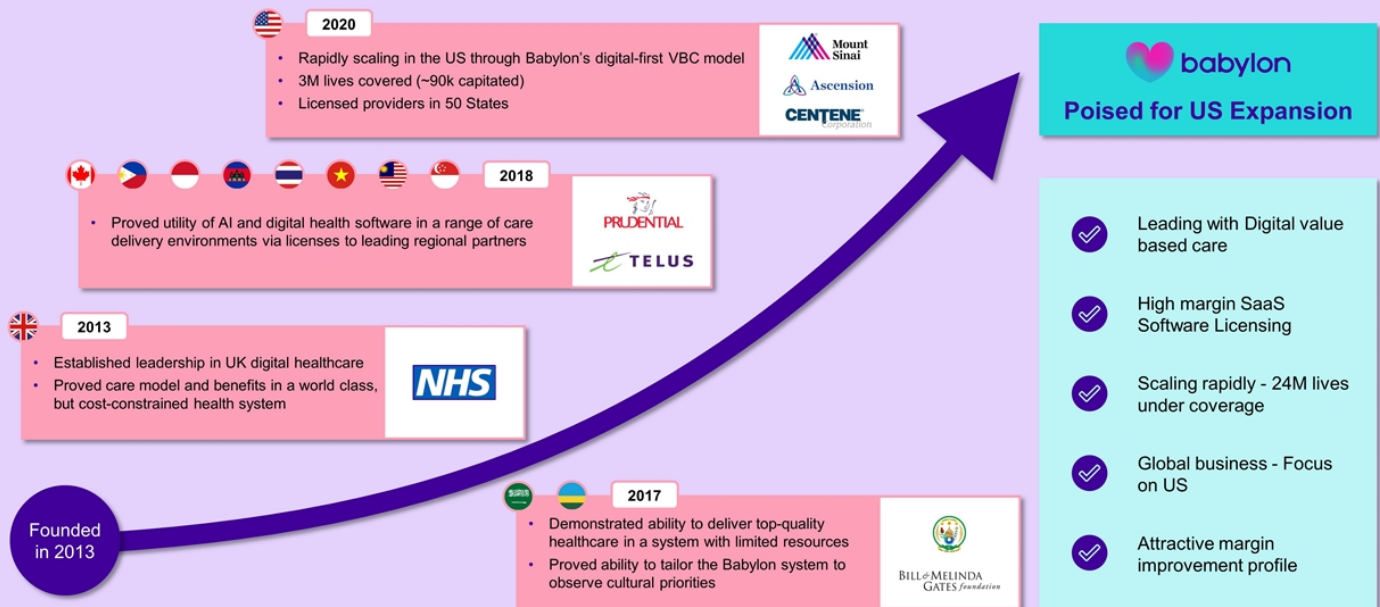 2020
• Rapidly scaling in the US through Babylon's digital-first VBC model
• 3M lives covered (~90k capitated)
• Licensed providers in 50 States
Mount
Sinai
Ascension
CENTENE
Corporation
2018
• Proved utility of AI and digital health software in a range of care
delivery environments via licenses to leading regional partners
PRUDENTIAL
TELUS
2013
• Established leadership in UK digital healthcare
• Proved care model and benefits in a world class,
but cost-constrained health system
NHS
Founded
in 2013
2017
• Demonstrated ability to deliver top-quality
healthcare in a system with limited resources
• Proved ability to tailor the Babylon system to
observe cultural priorities
BILL & MELINDA
GATES foundation
babylon
Poised for US Expansion
Leading with Digital value
based care
High margin SaaS
Software Licensing
Scaling rapidly - 24M lives
under coverage
Global business - Focus
on US
Attractive margin
improvement profile